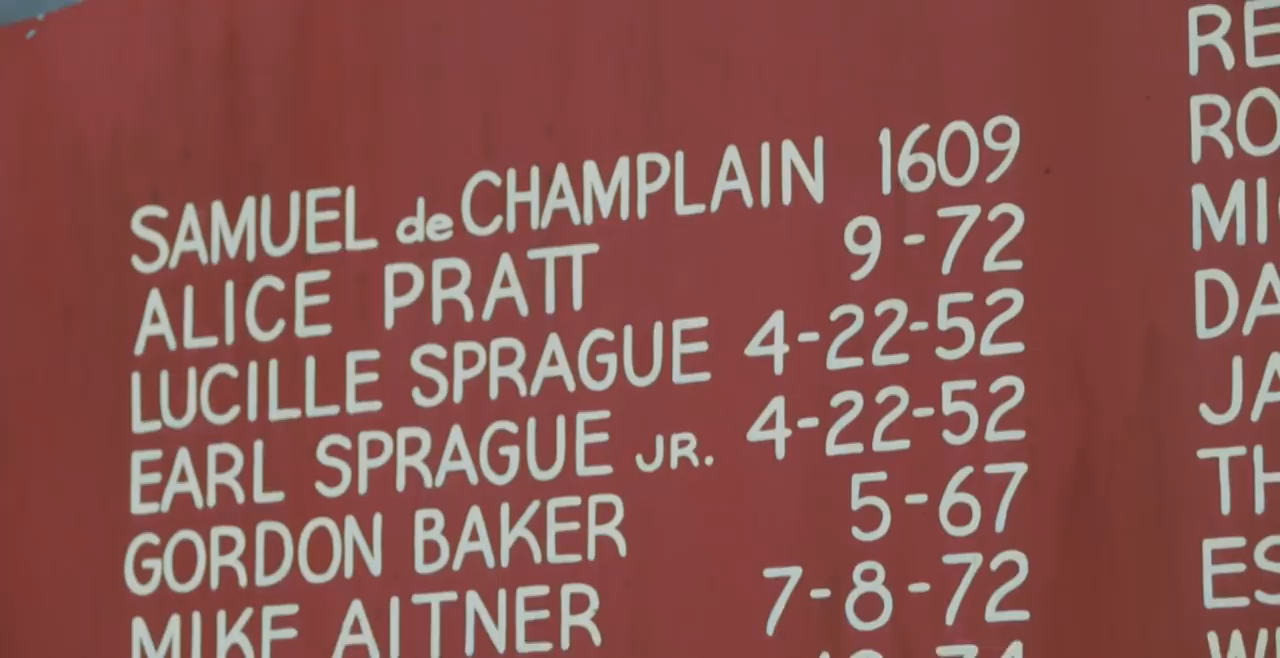 SAMUEL de CHAMPLAIN 1609
ALICE PRATT 9-72
LUCILLE SPRAGUE 4-22-52
EARL SPRAGUE JR. 4-22-52
GORDON BAKER 5-67
MIKE AITNER 7-8-72
RE
RO
MI
DA
JA
TH
ES